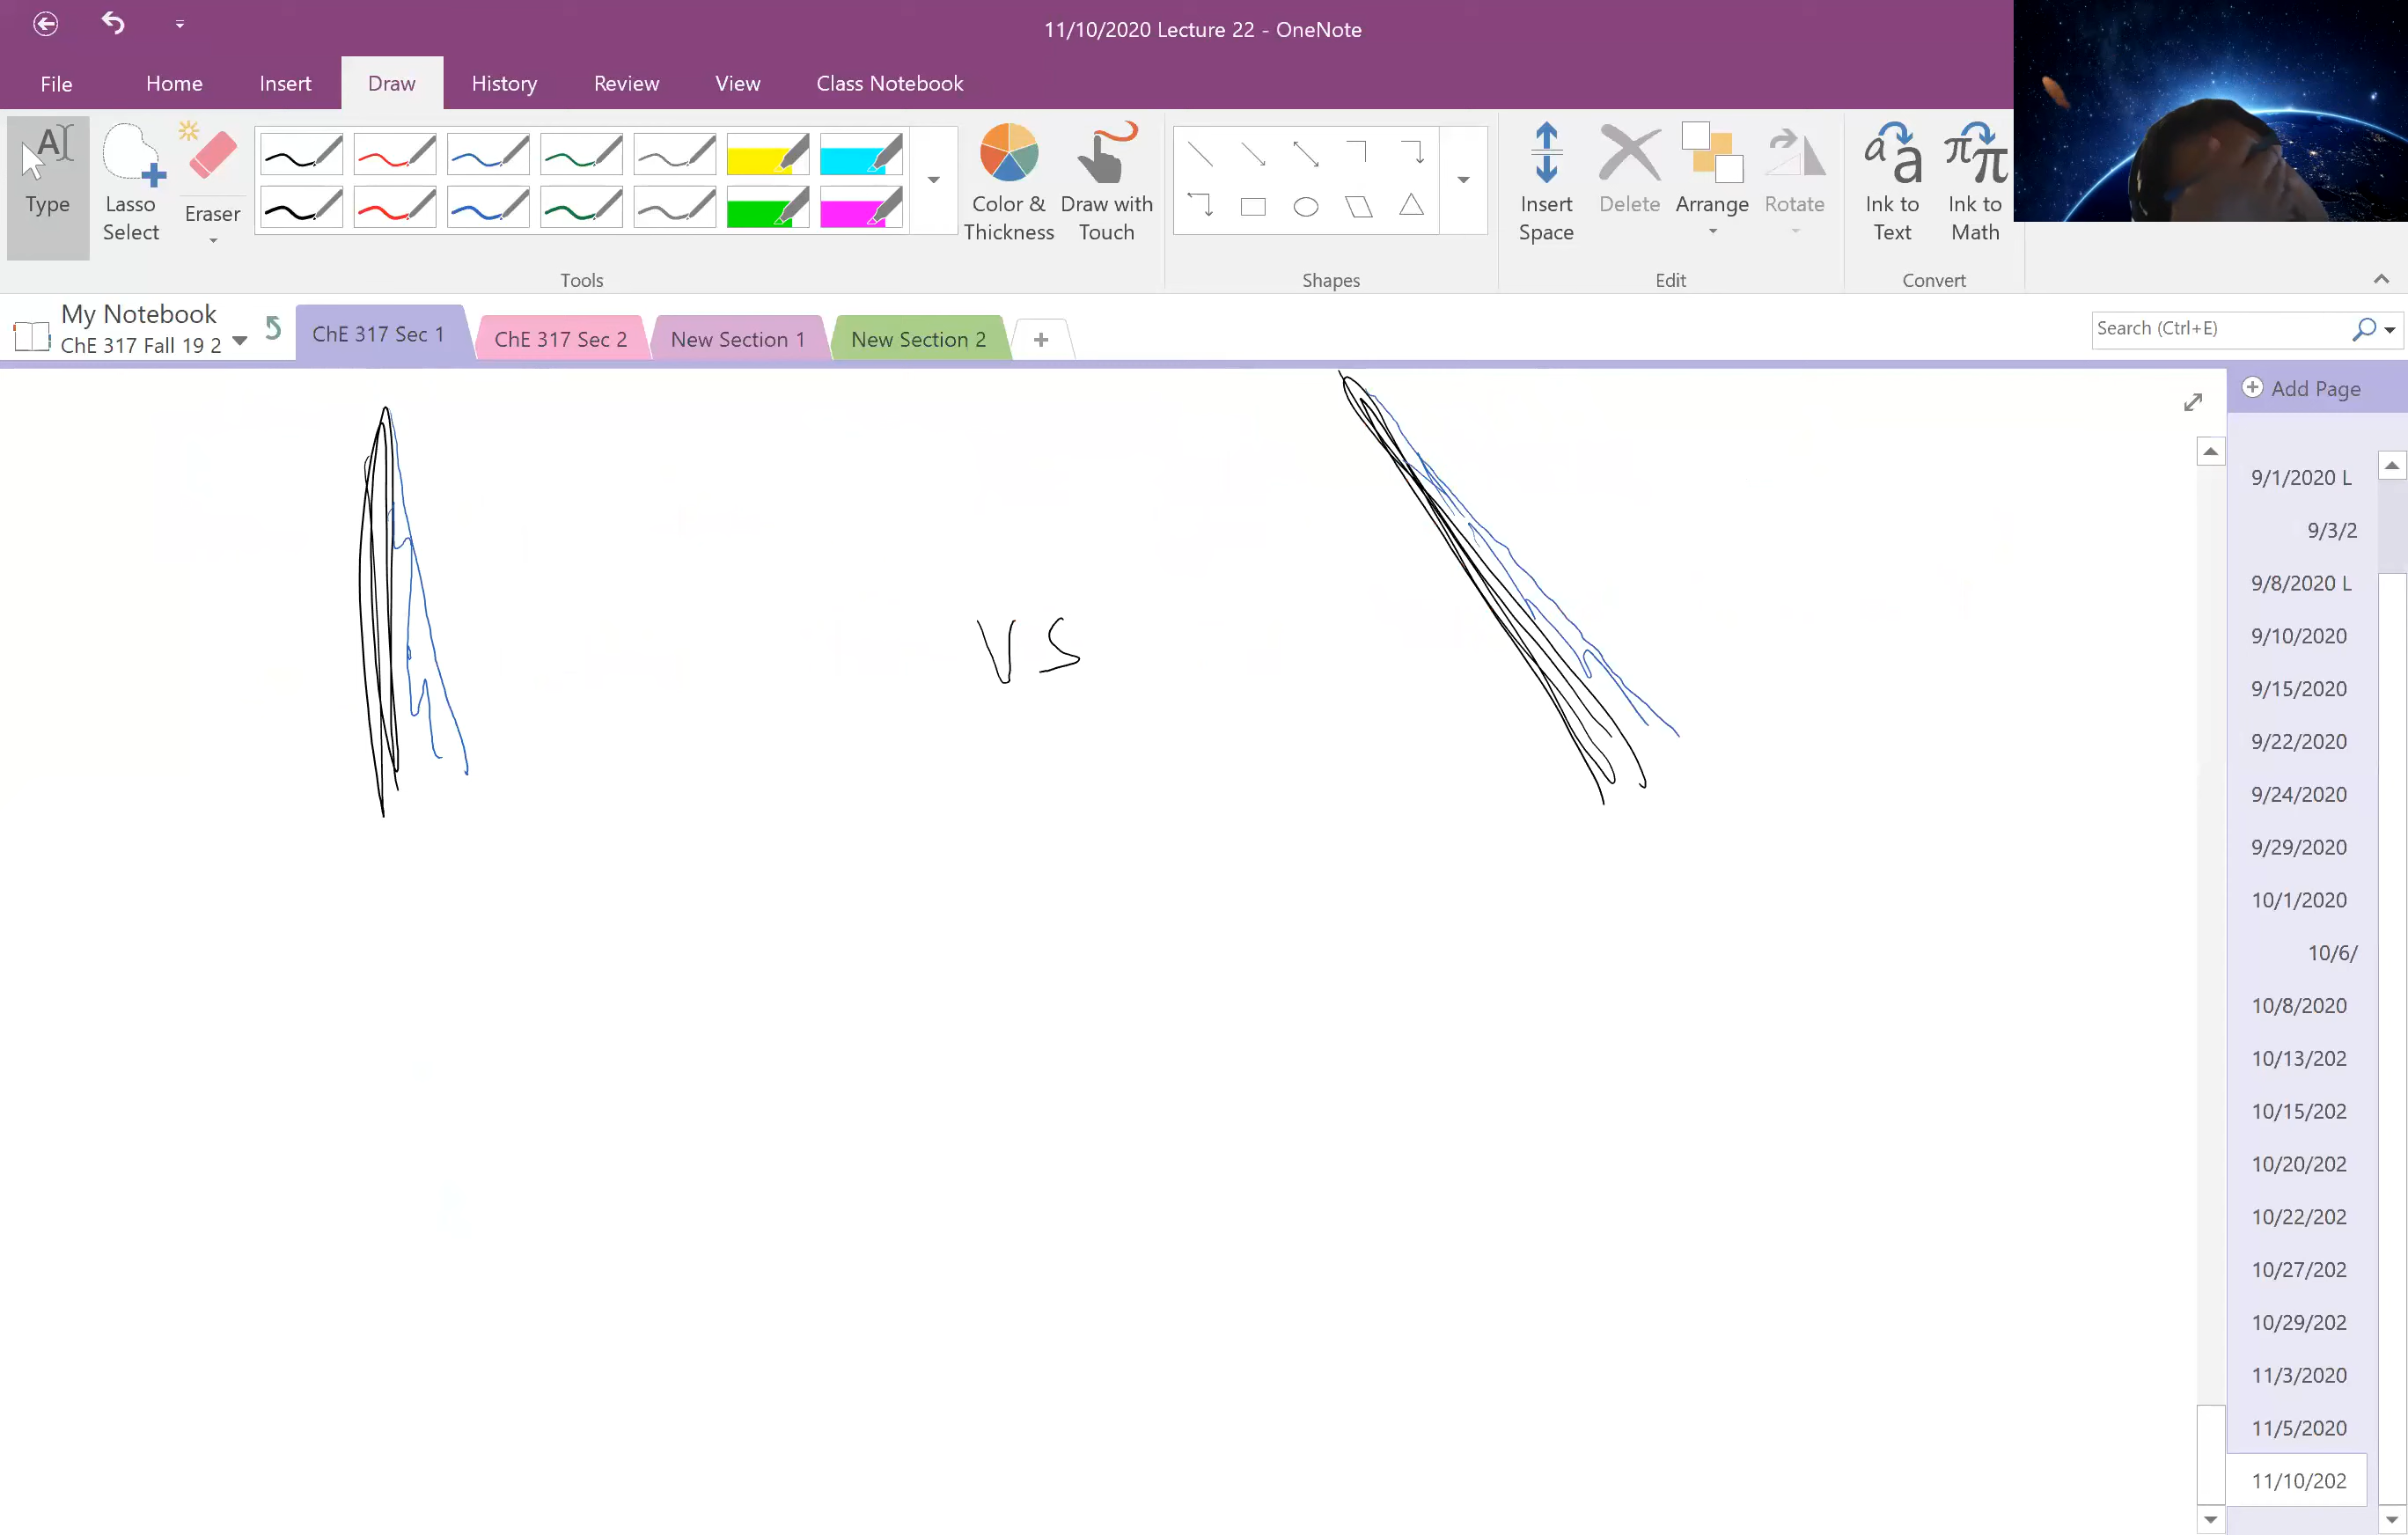 11/10/2020 Lecture 22 - OneNote
File Home Insert Draw History Review View Class Notebook
Type
Lasso Select
Eraser
Color & Thickness
Draw with Touch
Insert Space
Delete
Arrange
Rotate
Ink to Text
Ink to Math
Tools Shapes Edit Convert
My Notebook
ChE 317 Fall 19 2
ChE 317 Sec 1
ChE 317 Sec 2
New Section 1
New Section 2
Search (Ctrl+E)
Add Page
VS
9/1/2020 L
9/3/2
9/8/2020 L
9/10/2020
9/15/2020
9/22/2020
9/24/2020
9/29/2020
10/1/2020
10/6/
10/8/2020
10/13/202
10/15/202
10/20/202
10/22/202
10/27/202
10/29/202
11/3/2020
11/5/2020
11/10/202